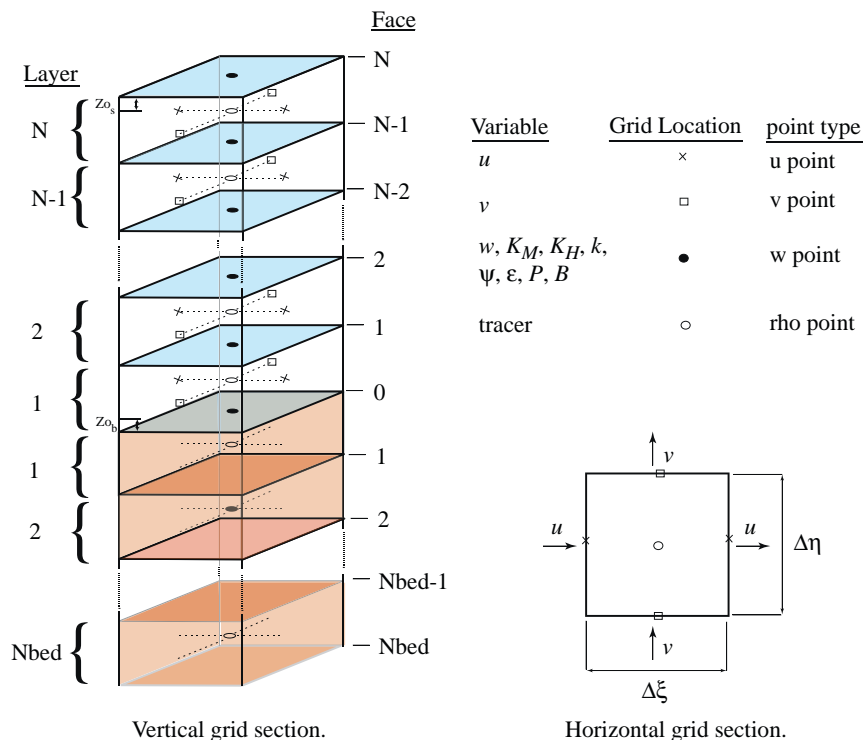 Face
N
Layer
Zo_s
N
N-1
N-1
N-2
2
2
1
1
0
Zo_b
1
1
2
2
Nbed-1
Nbed
Nbed
Vertical grid section.
Variable Grid Location point type
u × u point
v □ v point
w, K_M, K_H, k,
ψ, ε, P, B ● w point
tracer ○ rho point
v
u
u
Δη
v
Δξ
Horizontal grid section.